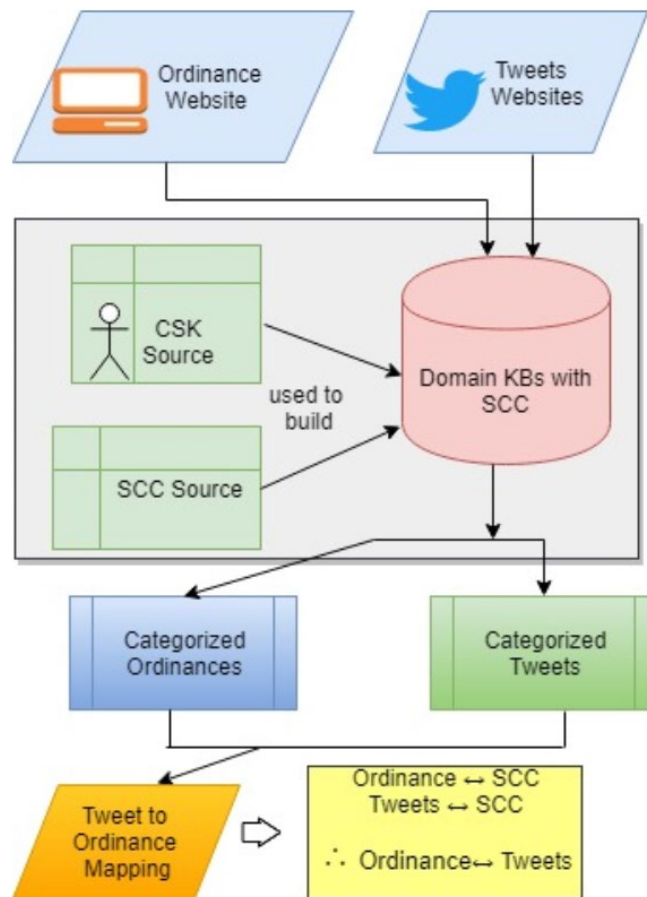 Ordinance
Website
Tweets
Websites
CSK
Source
used to
build
SCC Source
Domain KBs with
SCC
Categorized
Ordinances
Categorized
Tweets
Tweet to
Ordinance
Mapping
Ordinance ↔ SCC
Tweets ↔ SCC
∴ Ordinance↔ Tweets